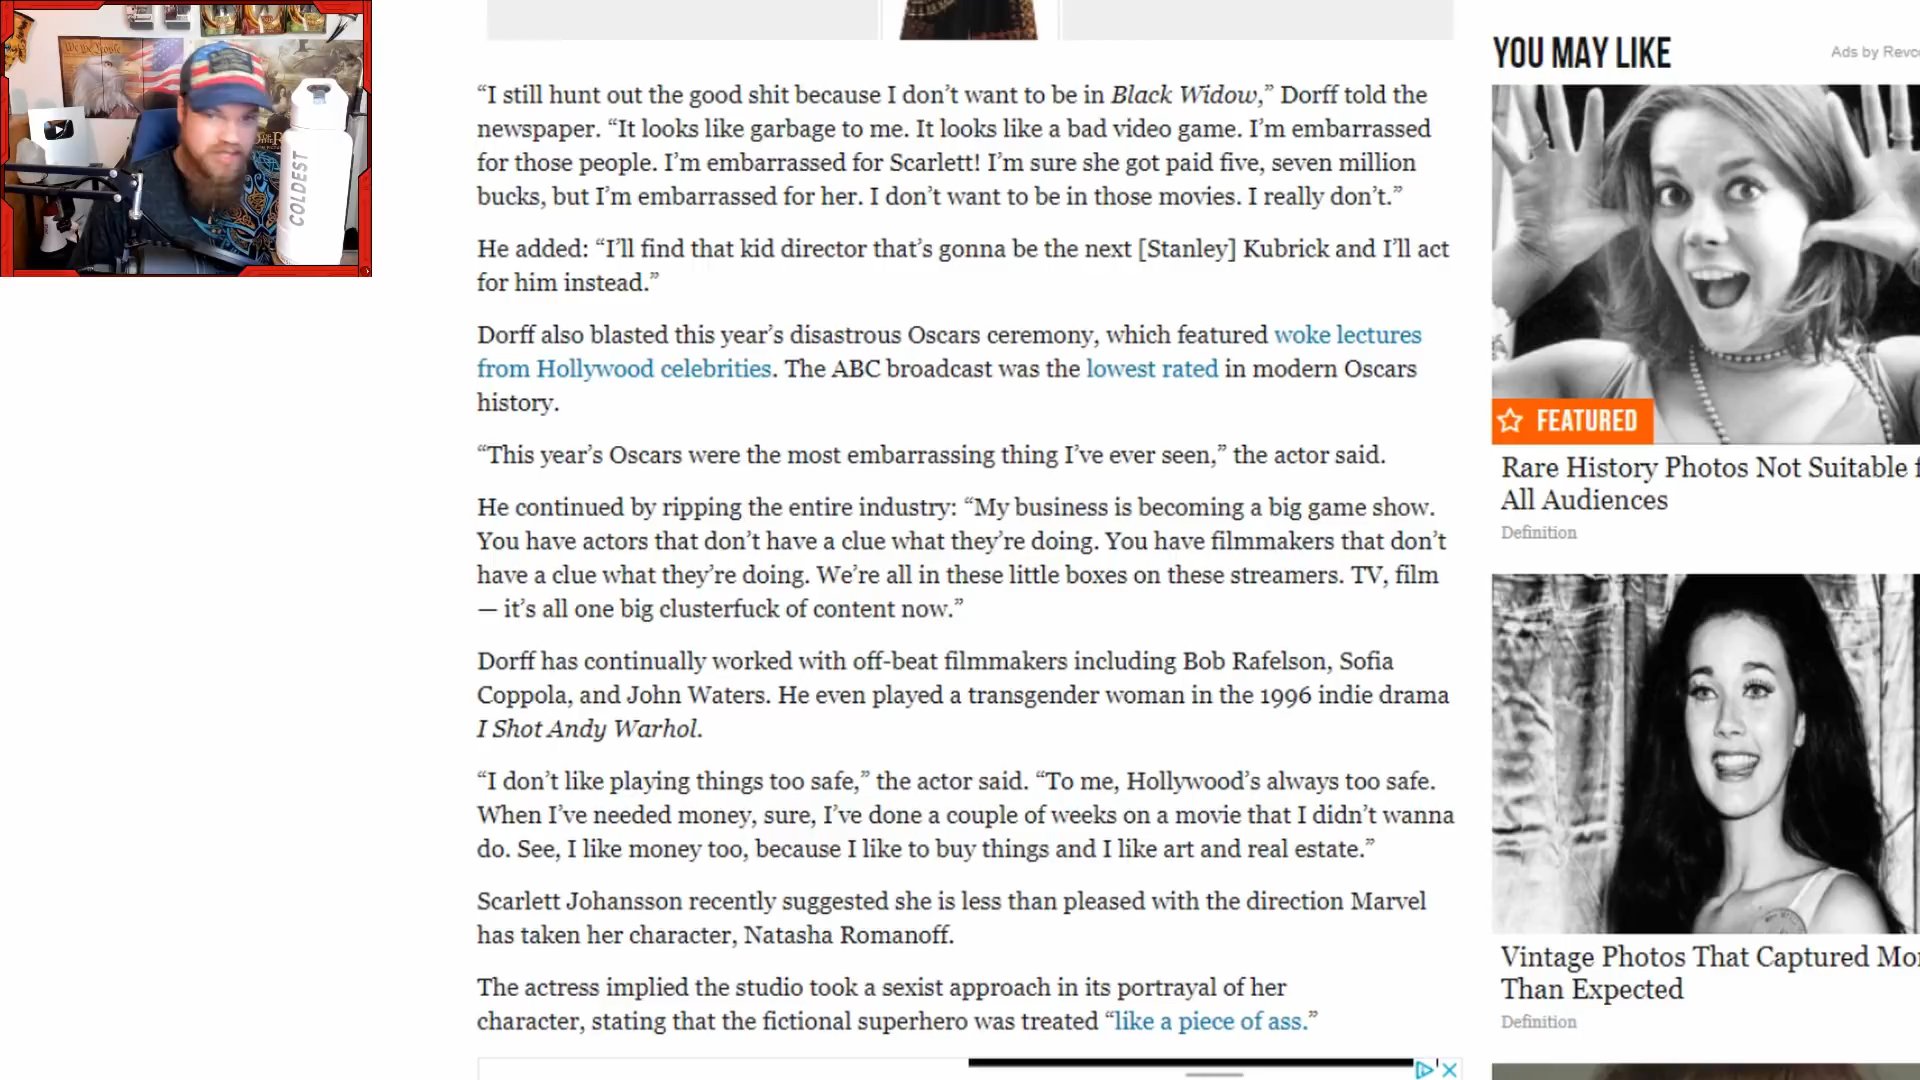 We the People
COLDEST
“I still hunt out the good shit because I don’t want to be in Black Widow,” Dorff told the
newspaper. “It looks like garbage to me. It looks like a bad video game. I’m embarrassed
for those people. I’m embarrassed for Scarlett! I’m sure she got paid five, seven million
bucks, but I’m embarrassed for her. I don’t want to be in those movies. I really don’t.”
He added: “I’ll find that kid director that’s gonna be the next [Stanley] Kubrick and I’ll act
for him instead.”
Dorff also blasted this year’s disastrous Oscars ceremony, which featured woke lectures
from Hollywood celebrities. The ABC broadcast was the lowest rated in modern Oscars
history.
“This year’s Oscars were the most embarrassing thing I’ve ever seen,” the actor said.
He continued by ripping the entire industry: “My business is becoming a big game show.
You have actors that don’t have a clue what they’re doing. You have filmmakers that don’t
have a clue what they’re doing. We’re all in these little boxes on these streamers. TV, film
— it’s all one big clusterfuck of content now.”
Dorff has continually worked with off-beat filmmakers including Bob Rafelson, Sofia
Coppola, and John Waters. He even played a transgender woman in the 1996 indie drama
I Shot Andy Warhol.
“I don’t like playing things too safe,” the actor said. “To me, Hollywood’s always too safe.
When I’ve needed money, sure, I’ve done a couple of weeks on a movie that I didn’t wanna
do. See, I like money too, because I like to buy things and I like art and real estate.”
Scarlett Johansson recently suggested she is less than pleased with the direction Marvel
has taken her character, Natasha Romanoff.
The actress implied the studio took a sexist approach in its portrayal of her
character, stating that the fictional superhero was treated “like a piece of ass.”
YOU MAY LIKE
Ads by Revc
FEATURED
Rare History Photos Not Suitable f
All Audiences
Definition
Vintage Photos That Captured Mo
Than Expected
Definition